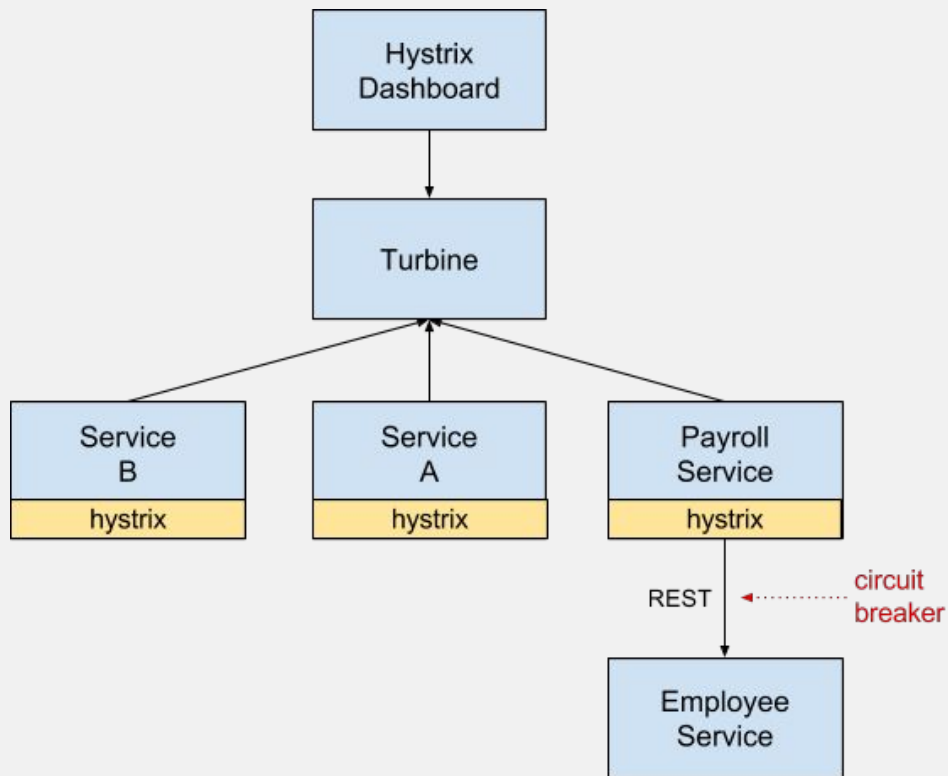 Hystrix
Dashboard
Turbine
Service
B
Service
A
Payroll
Service
hystrix
hystrix
hystrix
REST
circuit
breaker
Employee
Service